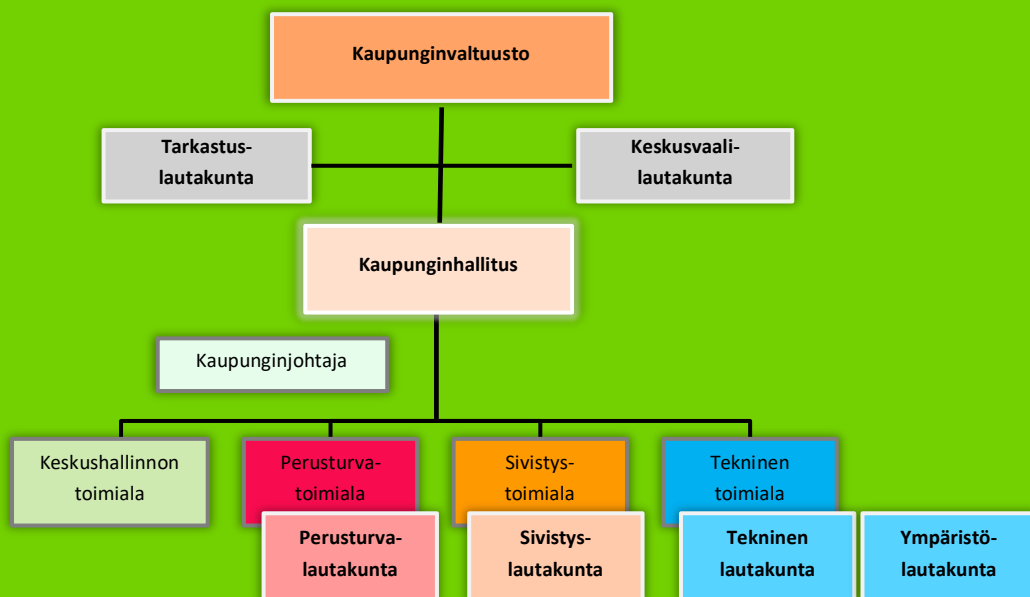 Kaupunginvaltuusto
Tarkastus-
lautakunta
Keskusvaali-
lautakunta
Kaupunginhallitus
Kaupunginjohtaja
Keskushallinnon
toimiala
Perusturva-
toimiala
Sivistys-
toimiala
Tekninen
toimiala
Perusturva-
lautakunta
Sivistys-
lautakunta
Tekninen
lautakunta
Ympäristö-
lautakunta